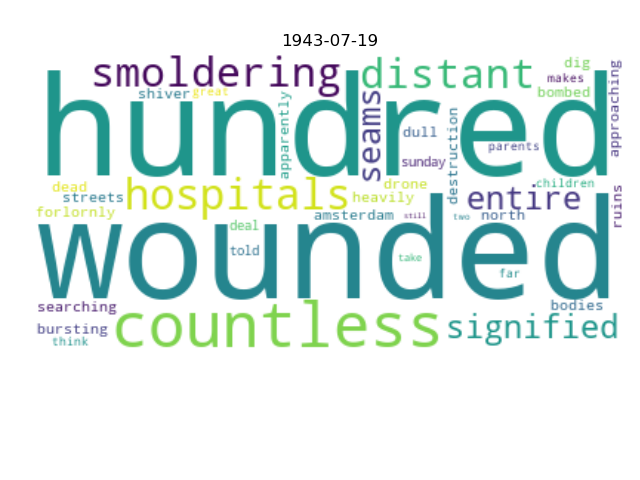 1943-07-19
smoldering
distant
dig
makes
bombed
approaching
shiver
great
hundred
apparently
seams
dull
sunday
destruction
parents
dead
streets
forlornly
hospitals
drone
heavily
entire
children
ruins
amsterdam
still
two
north
wounded
deal
told
take
far
searching
bursting
think
countless
signified
bodies